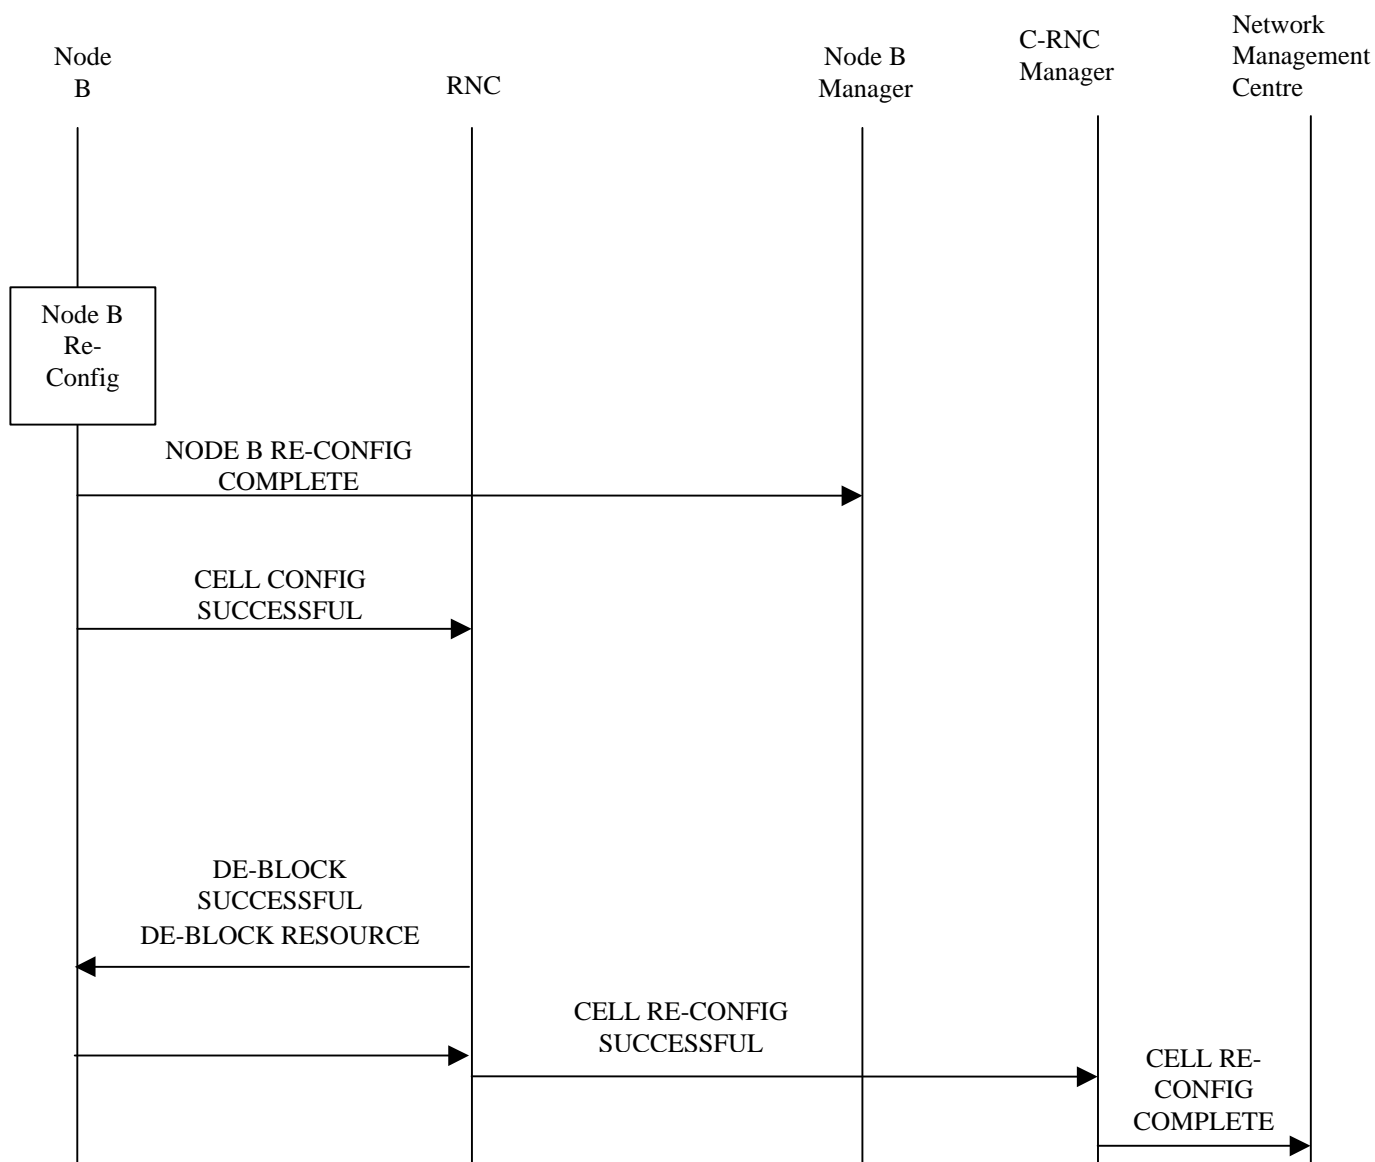 Node
B
RNC
Node B
Manager
C-RNC
Manager
Network
Management
Centre
Node B
Re-
Config
NODE B RE-CONFIG
COMPLETE
CELL CONFIG
SUCCESSFUL
DE-BLOCK
SUCCESSFUL
DE-BLOCK RESOURCE
CELL RE-CONFIG
SUCCESSFUL
CELL RE-
CONFIG
COMPLETE